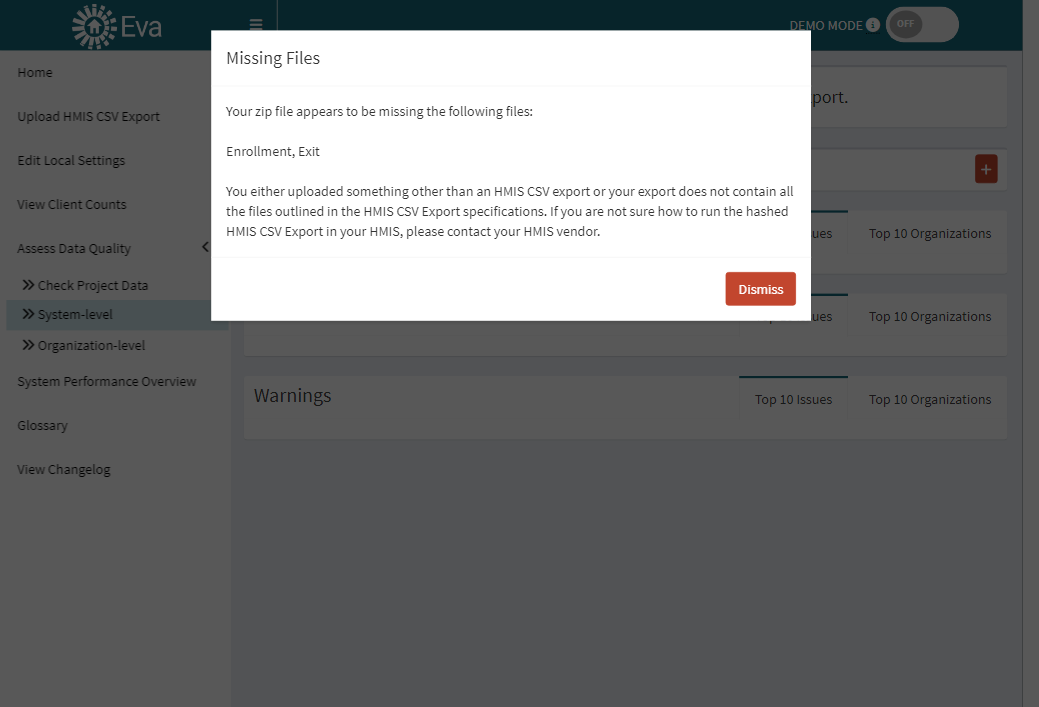 Eva
DEMO MODE i OFF
Missing Files
Your zip file appears to be missing the following files:
Enrollment, Exit
You either uploaded something other than an HMIS CSV export or your export does not contain all
the files outlined in the HMIS CSV Export specifications. If you are not sure how to run the hashed
HMIS CSV Export in your HMIS, please contact your HMIS vendor.
Dismiss
Home
Upload HMIS CSV Export
Edit Local Settings
View Client Counts
Assess Data Quality
Check Project Data
System-level
Organization-level
System Performance Overview
Glossary
View Changelog
port.
+
ues Top 10 Organizations
ues Top 10 Organizations
Warnings Top 10 Issues Top 10 Organizations